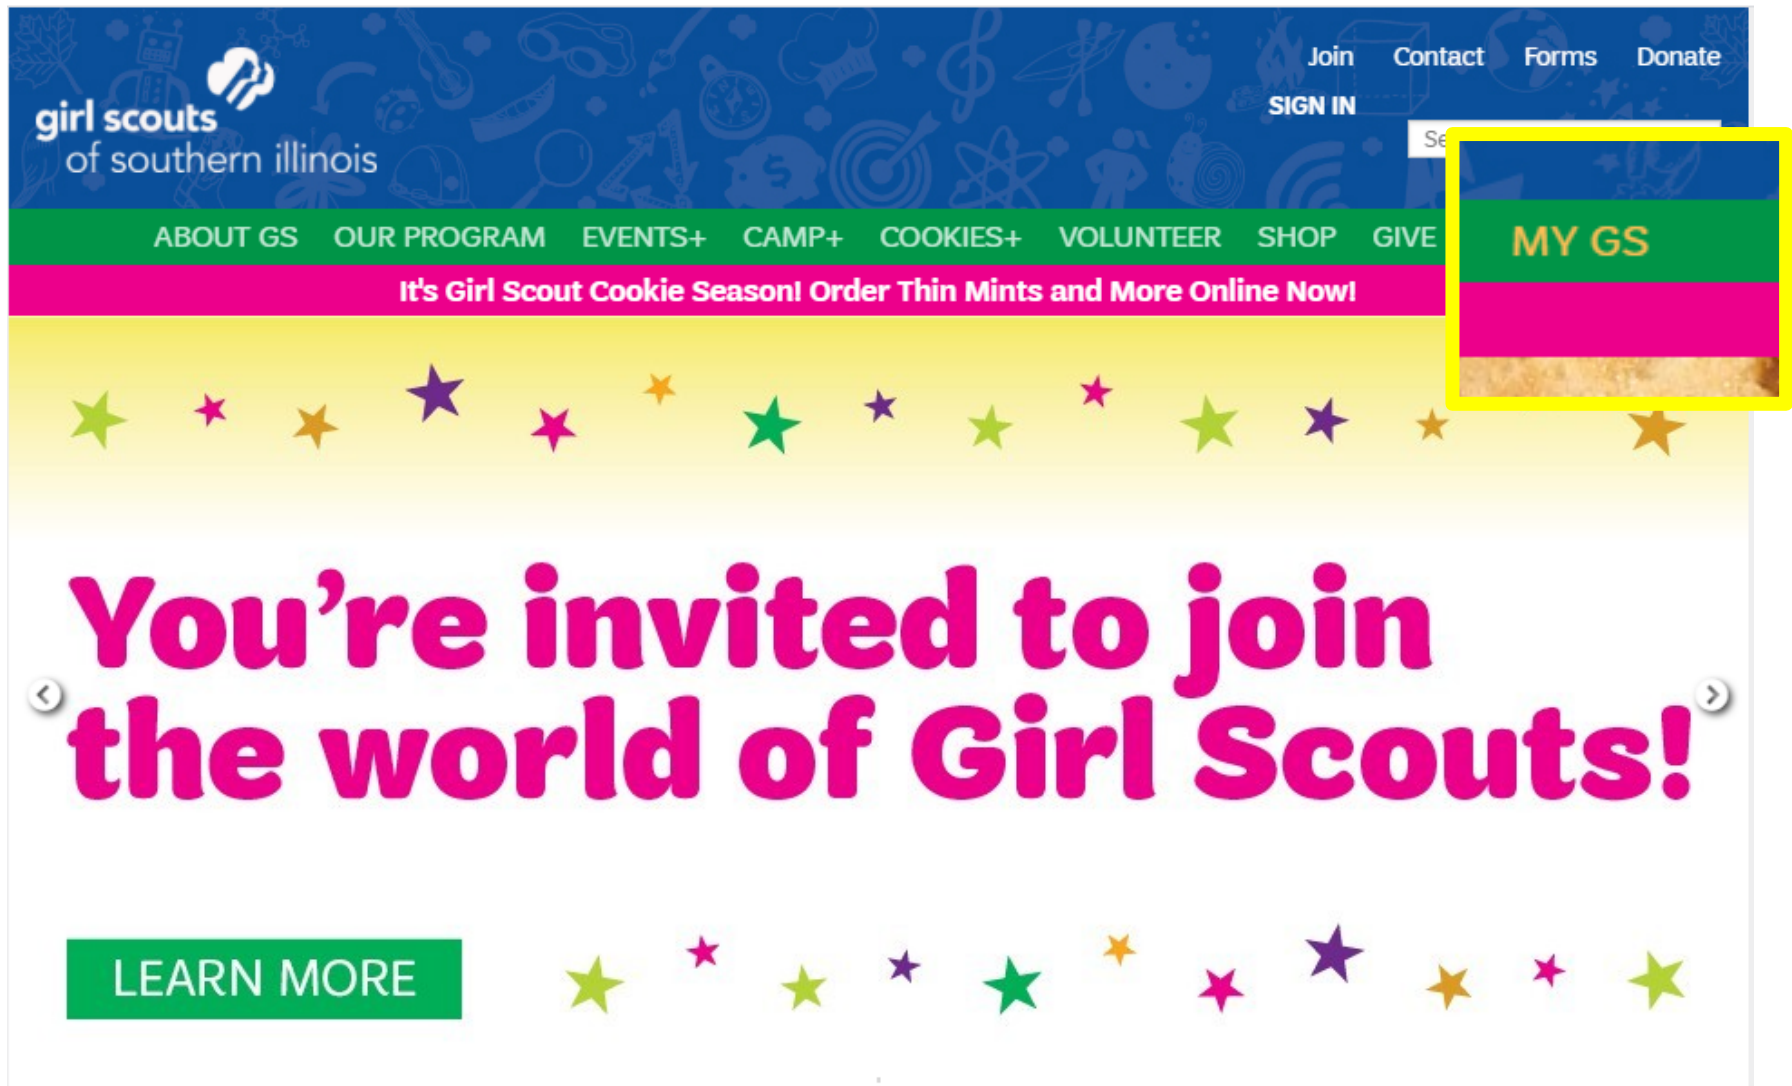 Join Contact Forms Donate
girl scouts
of southern illinois
SIGN IN
ABOUT GS OUR PROGRAM EVENTS+ CAMP+ COOKIES+ VOLUNTEER SHOP GIVE MY GS
It's Girl Scout Cookie Season! Order Thin Mints and More Online Now!
You're invited to join
the world of Girl Scouts!
LEARN MORE